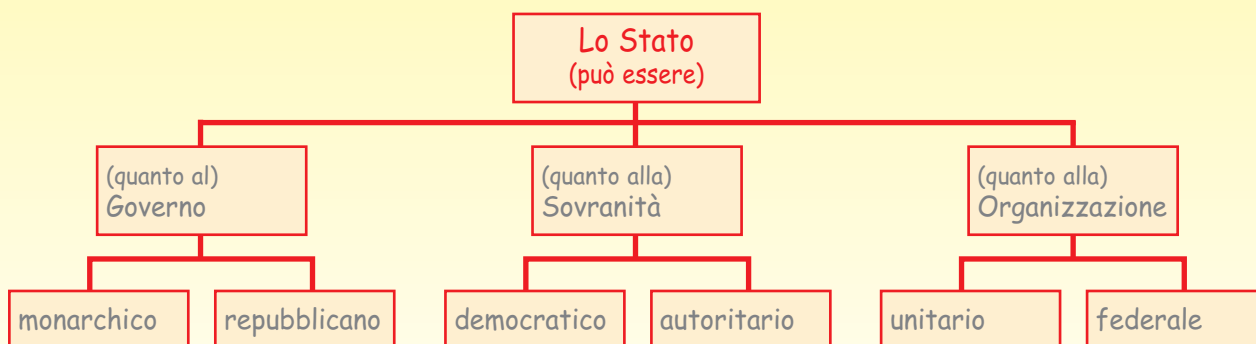 Lo Stato
(può essere)
(quanto al)
Governo
(quanto alla)
Sovranità
(quanto alla)
Organizzazione
monarchico
repubblicano
democratico
autoritario
unitario
federale